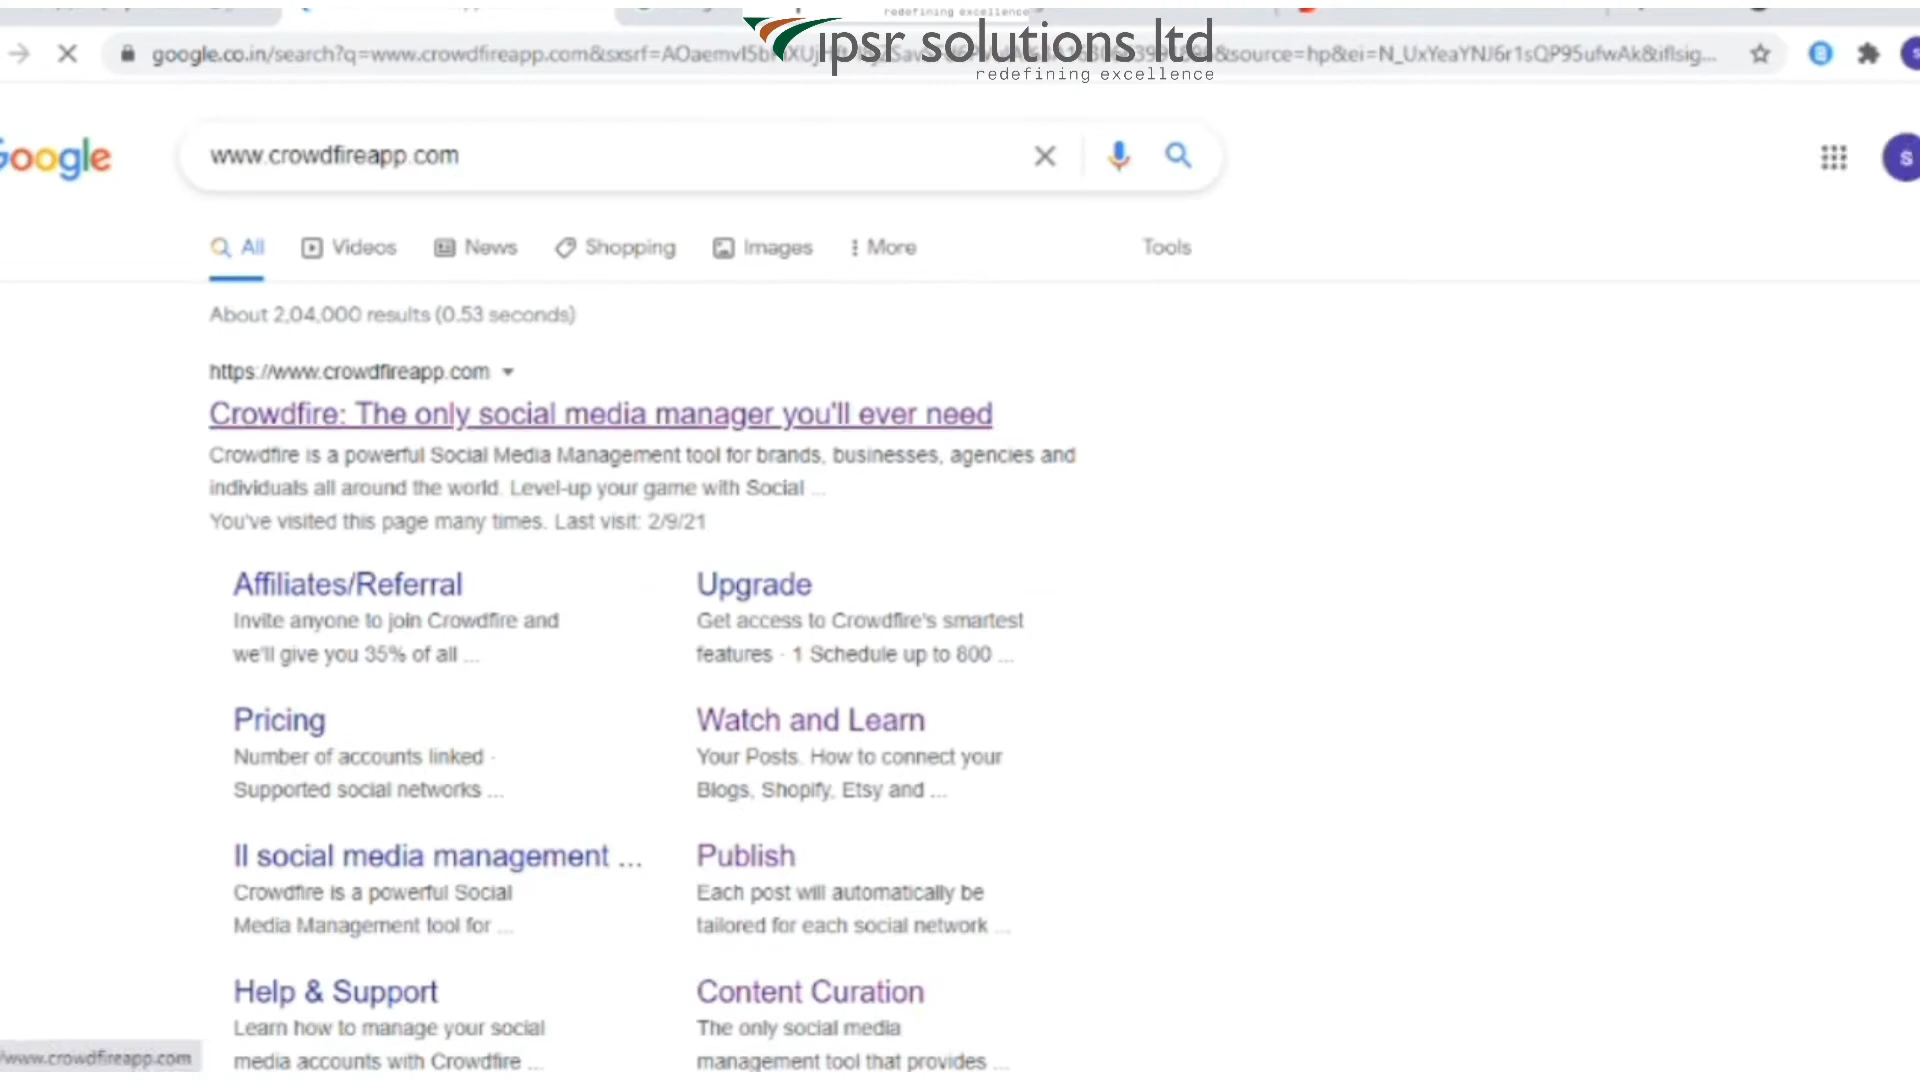 redefining excellence
ipsr solutions ltd
redefining excellence
google.co.in/search?q=www.crowdfireapp.com&sxsrf= &source=hp&ei=N_UxYeaYNJ6r1sQP95ufwAk&iflsig...
Google
www.crowdfireapp.com
S
All Videos News Shopping Images More Tools
About 2,04,000 results (0.53 seconds)
https://www.crowdfireapp.com
Crowdfire: The only social media manager you'll ever need
Crowdfire is a powerful Social Media Management tool for brands, businesses, agencies and
individuals all around the world. Level-up your game with Social ...
You've visited this page many times. Last visit: 2/9/21
Affiliates/Referral
Invite anyone to join Crowdfire and
we'll give you 35% of all ...
Upgrade
Get access to Crowdfire's smartest
features · 1 Schedule up to 800 ...
Pricing
Number of accounts linked ·
Supported social networks ...
Watch and Learn
Your Posts. How to connect your
Blogs, Shopify, Etsy and ...
ll social media management ...
Crowdfire is a powerful Social
Media Management tool for ...
Publish
Each post will automatically be
tailored for each social network ...
Help & Support
Learn how to manage your social
media accounts with Crowdfire ...
Content Curation
The only social media
management tool that provides ...
/www.crowdfireapp.com